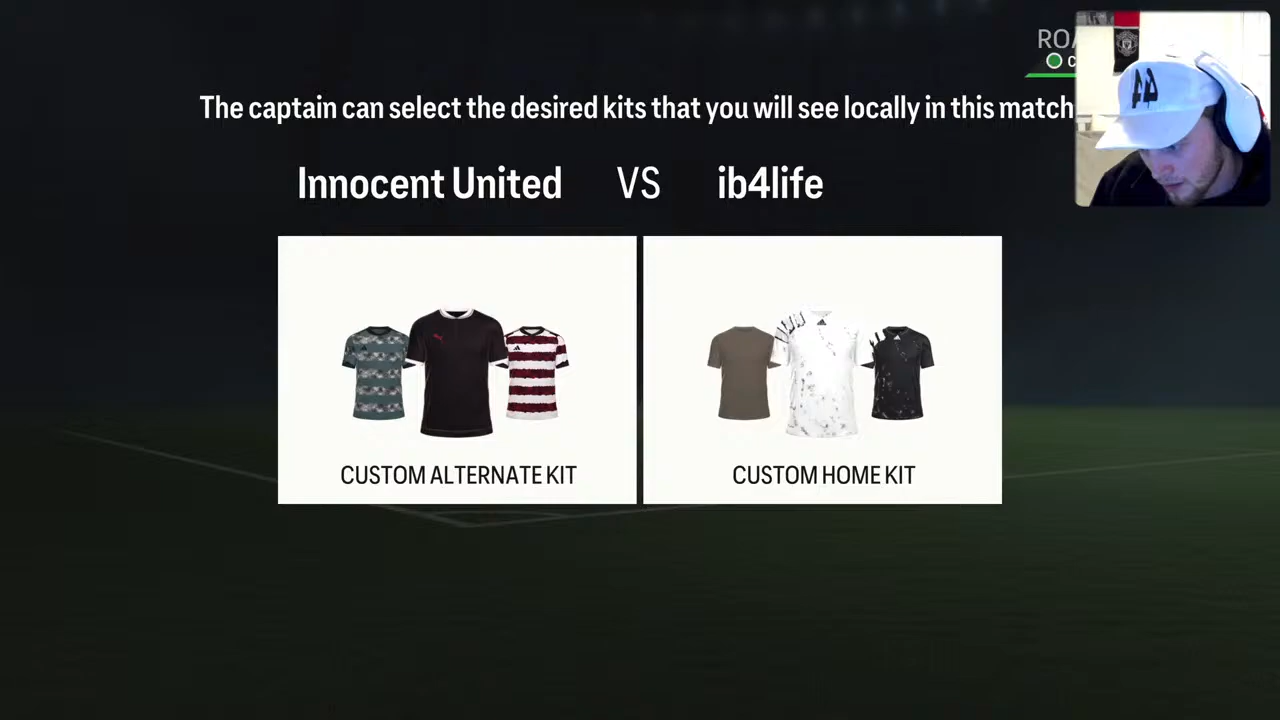 ROA
C
The captain can select the desired kits that you will see locally in this match
Innocent United VS ib4life
CUSTOM ALTERNATE KIT
CUSTOM HOME KIT